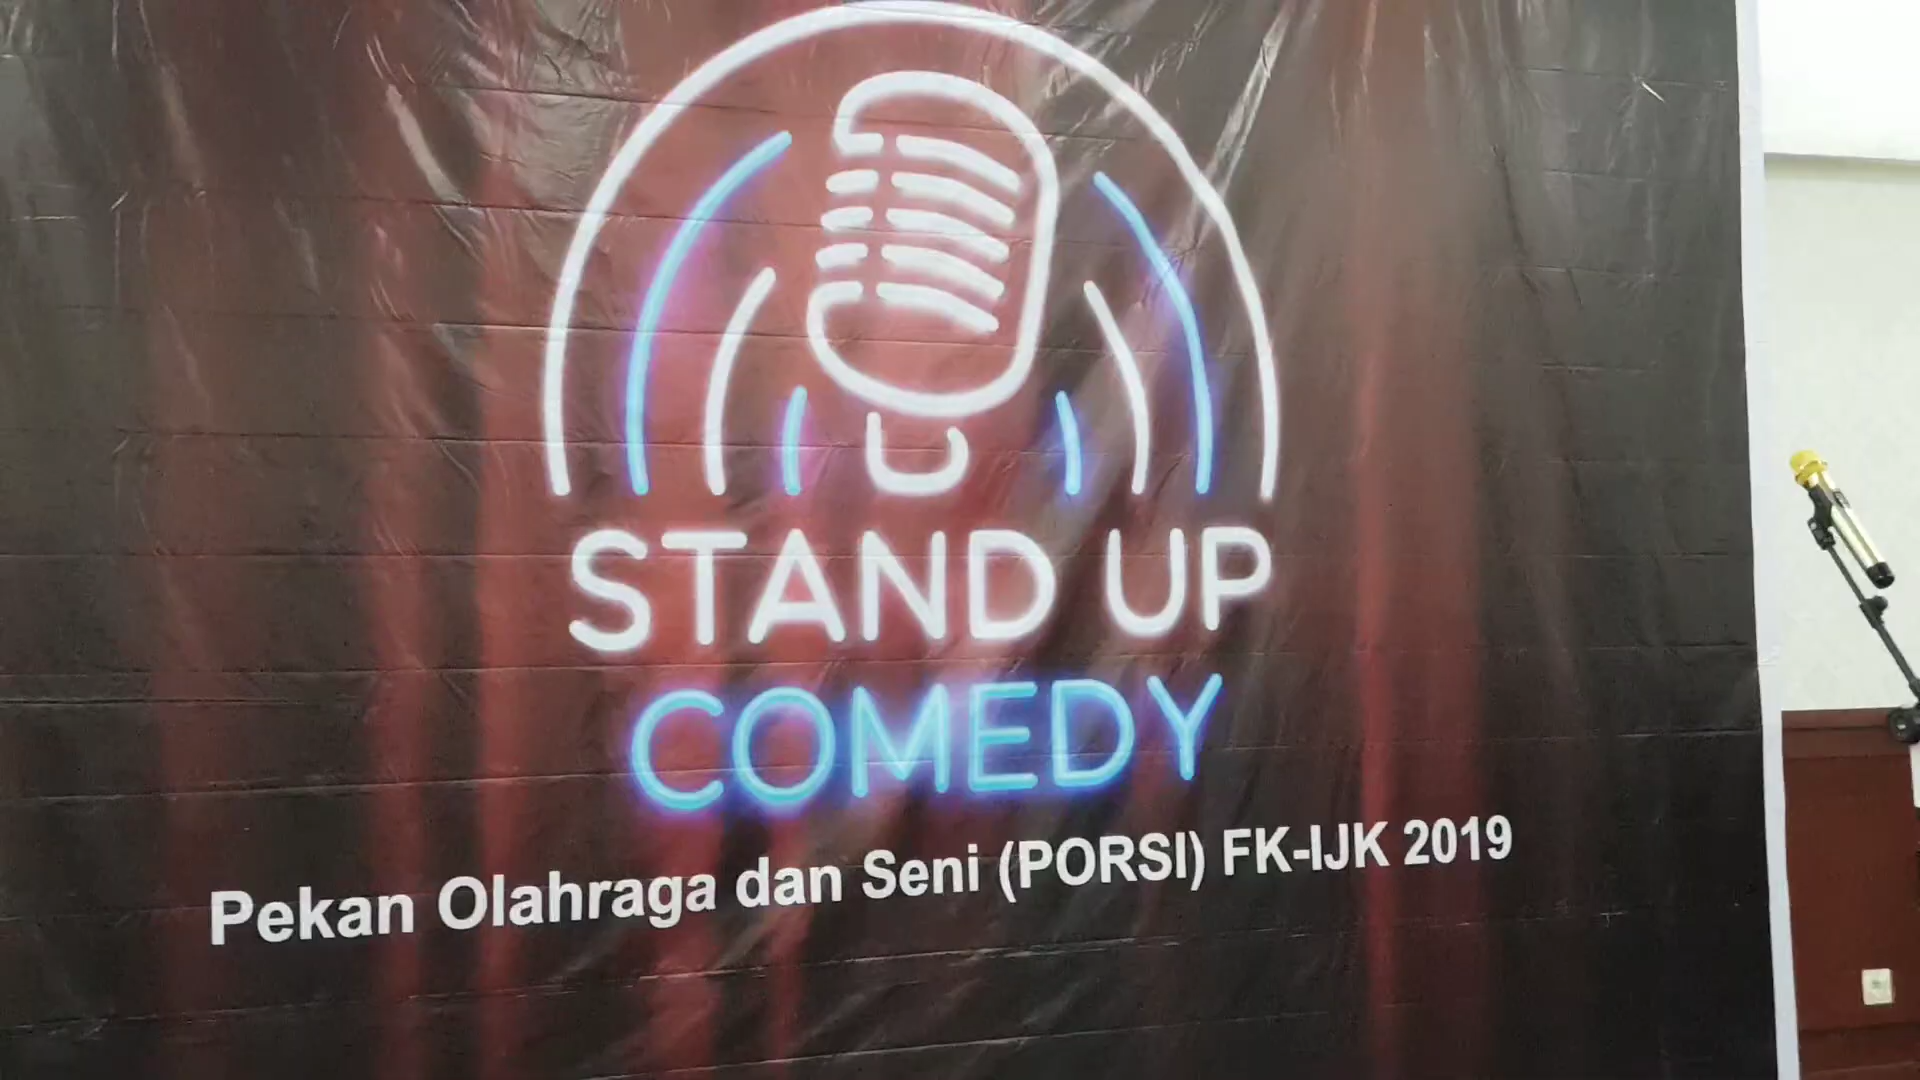 STAND UP
COMEDY
Pekan Olahraga dan Seni (PORSI) FK-IJK 2019